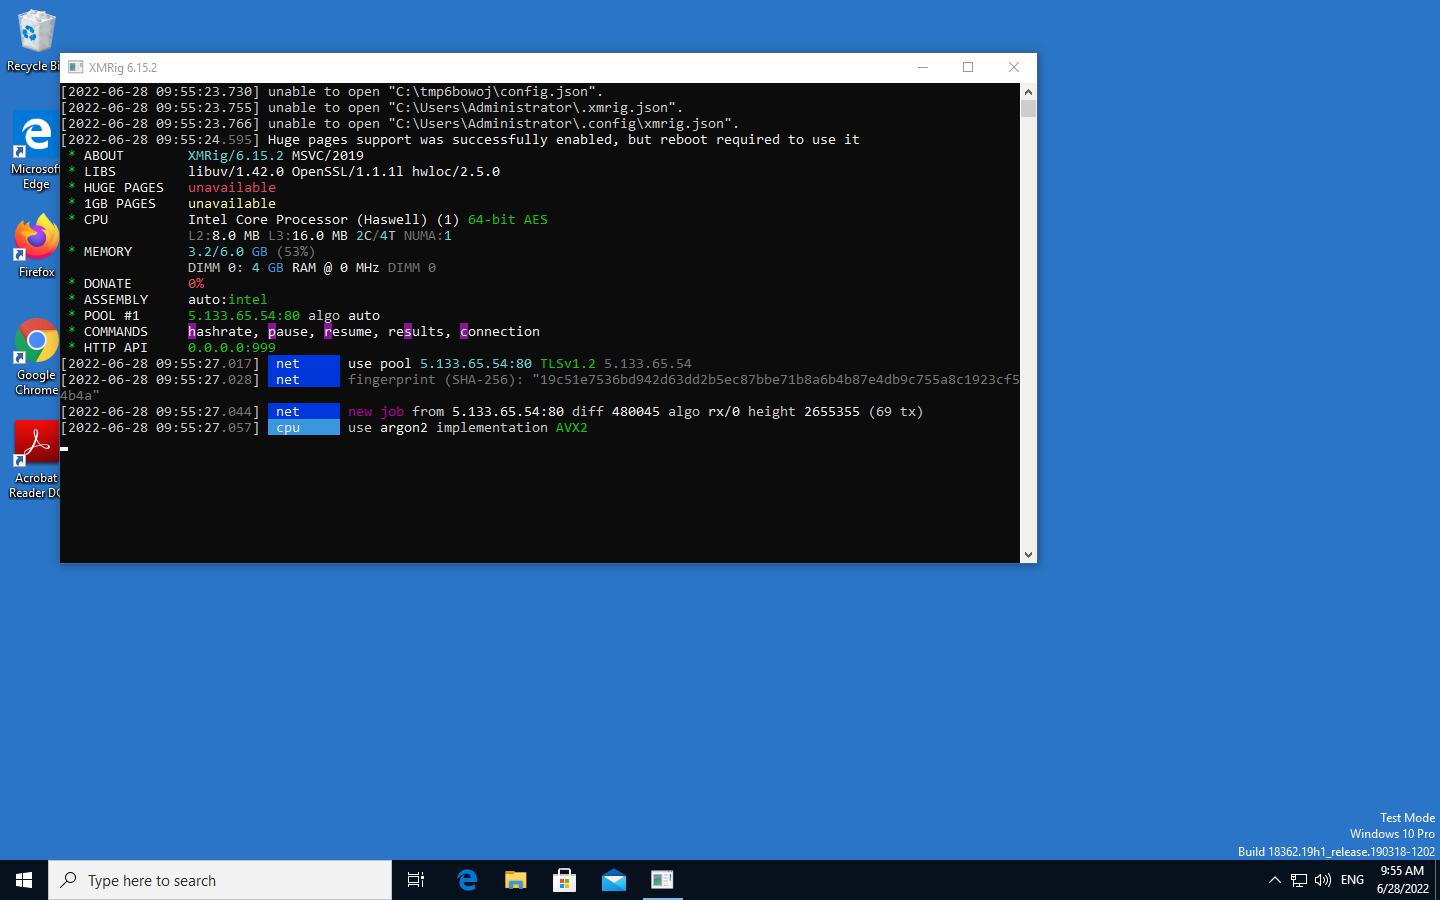 Recycle Bi
Microsoft
Edge
Firefox
Google
Chrome
Acrobat
Reader DC
XMRig 6.15.2
[2022-06-28 09:55:23.730] unable to open "C:\tmp6bowoj\config.json".
[2022-06-28 09:55:23.755] unable to open "C:\Users\Administrator\.xmrig.json".
[2022-06-28 09:55:23.766] unable to open "C:\Users\Administrator\.config\xmrig.json".
[2022-06-28 09:55:24.595] Huge pages support was successfully enabled, but reboot required to use it
* ABOUT XMRig/6.15.2 MSVC/2019
* LIBS libuv/1.42.0 OpenSSL/1.1.1l hwloc/2.5.0
* HUGE PAGES unavailable
* 1GB PAGES unavailable
* CPU Intel Core Processor (Haswell) (1) 64-bit AES
L2:8.0 MB L3:16.0 MB 2C/4T NUMA:1
* MEMORY 3.2/6.0 GB (53%)
DIMM 0: 4 GB RAM @ 0 MHz DIMM 0
* DONATE 0%
* ASSEMBLY auto:intel
* POOL #1 5.133.65.54:80 algo auto
* COMMANDS hashrate, pause, resume, results, connection
* HTTP API 0.0.0.0:999
[2022-06-28 09:55:27.017] net use pool 5.133.65.54:80 TLSv1.2 5.133.65.54
[2022-06-28 09:55:27.028] net fingerprint (SHA-256): "19c51e7536bd942d63dd2b5ec87bbe71b8a6b4b87e4db9c755a8c1923cf5
4b4a"
[2022-06-28 09:55:27.044] net new job from 5.133.65.54:80 diff 480045 algo rx/0 height 2655355 (69 tx)
[2022-06-28 09:55:27.057] cpu use argon2 implementation AVX2
Test Mode
Windows 10 Pro
Build 18362.19h1_release.190318-1202
Type here to search
ENG
9:55 AM
6/28/2022